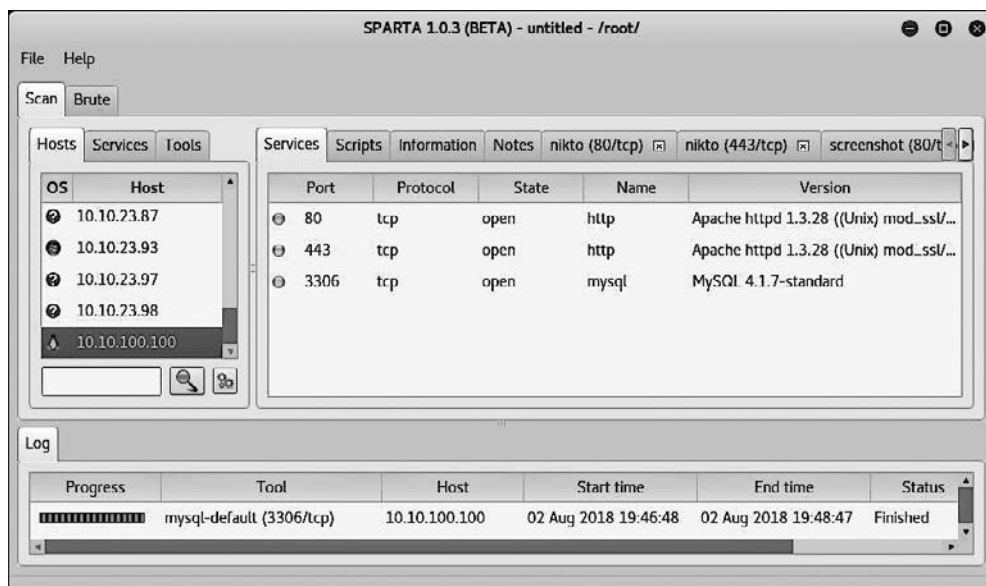 SPARTA 1.0.3 (BETA) - untitled - /root/
File Help
Scan Brute
Hosts Services Tools
OS Host
10.10.23.87
10.10.23.93
10.10.23.97
10.10.23.98
10.10.100.100
Services Scripts Information Notes nikto (80/tcp) nikto (443/tcp) screenshot (80/t
Port Protocol State Name Version
80 tcp open http Apache httpd 1.3.28 ((Unix) mod_ssl/...
443 tcp open http Apache httpd 1.3.28 ((Unix) mod_ssl/...
3306 tcp open mysql MySQL 4.1.7-standard
Log
Progress Tool Host Start time End time Status
mysql-default (3306/tcp) 10.10.100.100 02 Aug 2018 19:46:48 02 Aug 2018 19:48:47 Finished